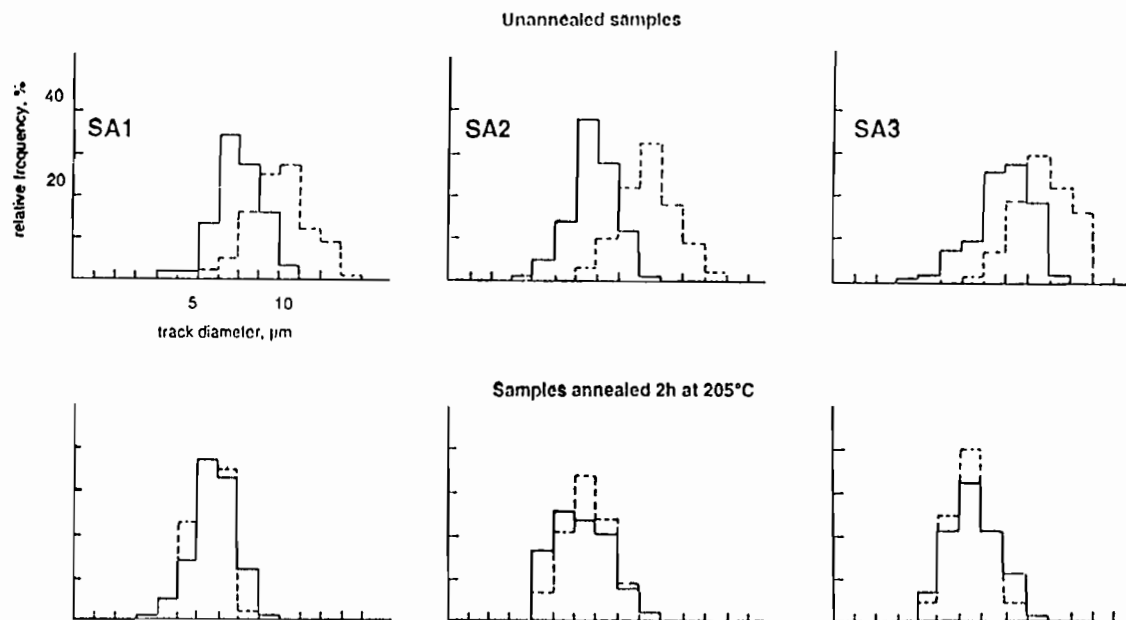 Unannealed samples
relative frequency, %
40
20
SA1
SA2
SA3
5 10
track diameter, µm
Samples annealed 2h at 205°C